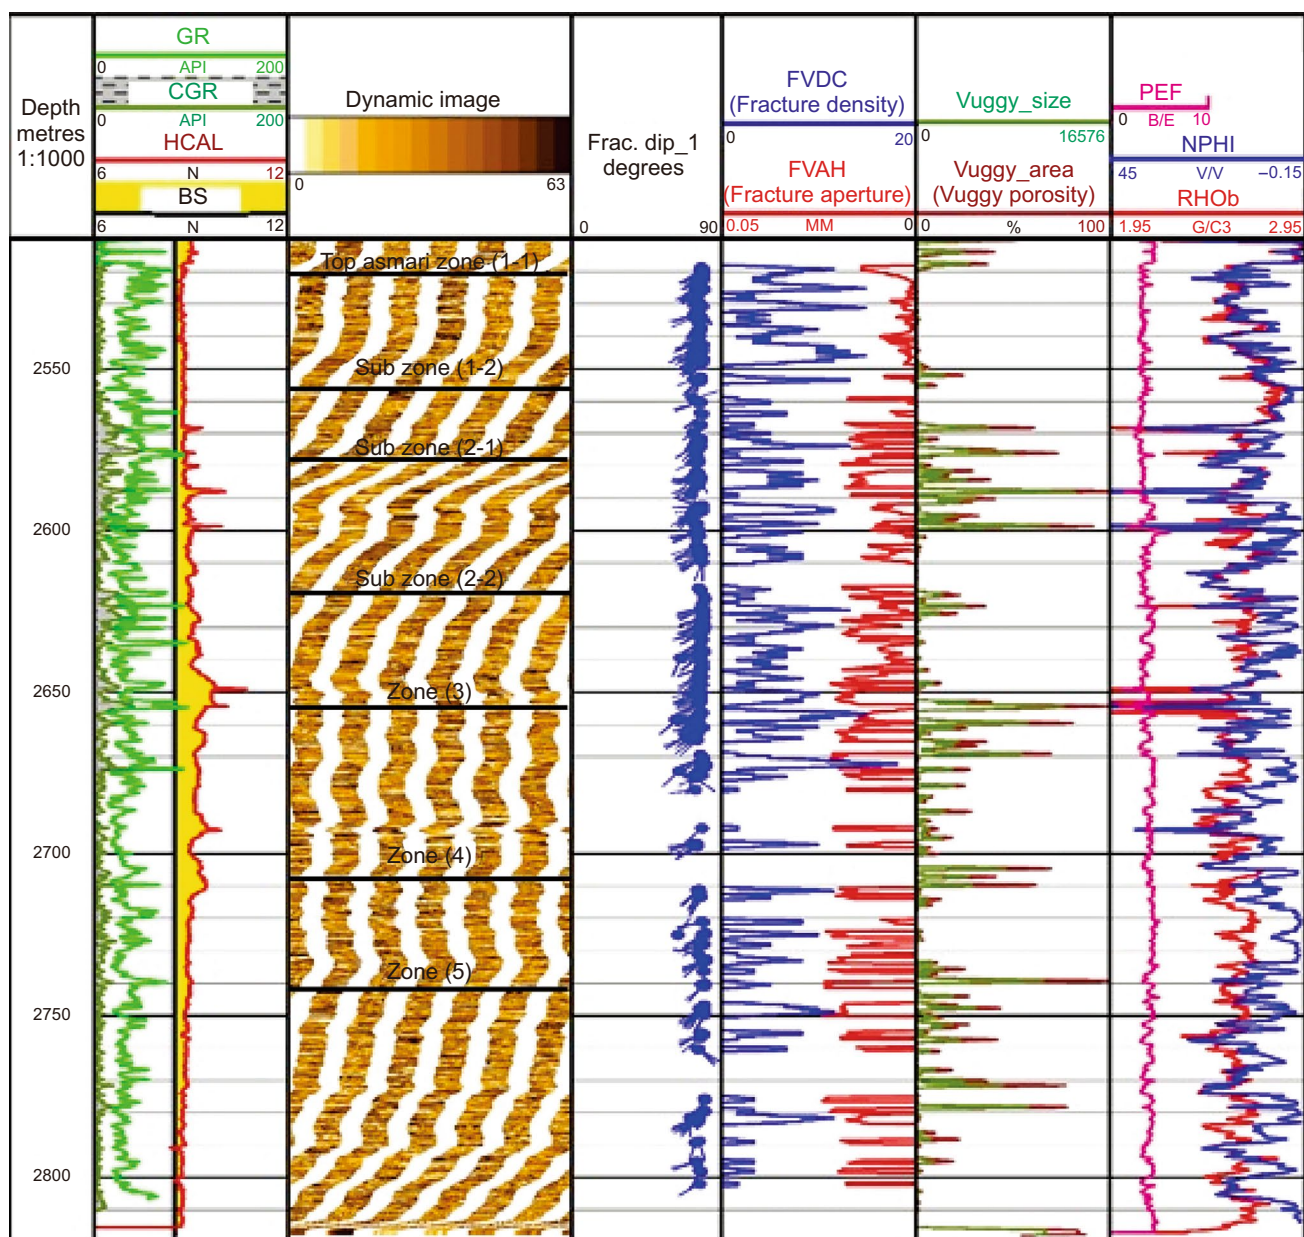 Depth
metres
1:1000
GR
0 API 200
CGR
0 API 200
HCAL
6 N 12
BS
6 N 12
Dynamic image
0 63
Frac. dip_1
degrees
0 90
FVDC
(Fracture density)
0 20
FVAH
(Fracture aperture)
0.05 MM 0
Vuggy_size
0 16576
Vuggy_area
(Vuggy porosity)
0 % 100
PEF
0 B/E 10
NPHI
45 V/V −0.15
RHOb
1.95 G/C3 2.95
Top asmari zone (1-1)
2550
Sub zone (1-2)
Sub zone (2-1)
2600
Sub zone (2-2)
2650
Zone (3)
2700
Zone (4)
Zone (5)
2750
2800